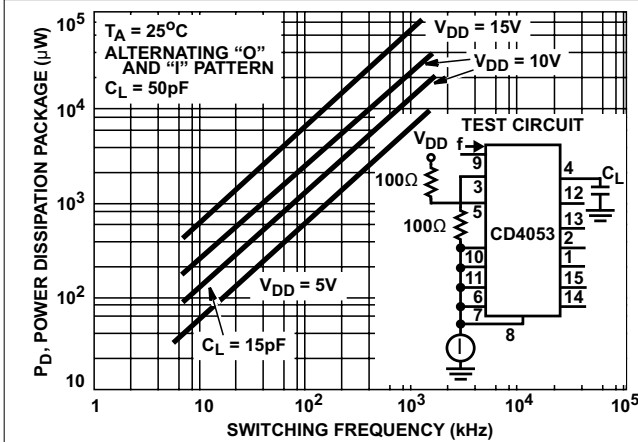 P_D, POWER DISSIPATION PACKAGE (µW)
10^5
10^4
10^3
10^2
10
T_A = 25°C
ALTERNATING “O”
AND “I” PATTERN
C_L = 50pF
V_DD = 15V
V_DD = 10V
V_DD = 5V
C_L = 15pF
TEST CIRCUIT
V_DD
f
100Ω
100Ω
9
3
5
10
11
6
7
8
CD4053
4
C_L
12
13
2
1
15
14
I
1
10
10^2
10^3
10^4
10^5
SWITCHING FREQUENCY (kHz)